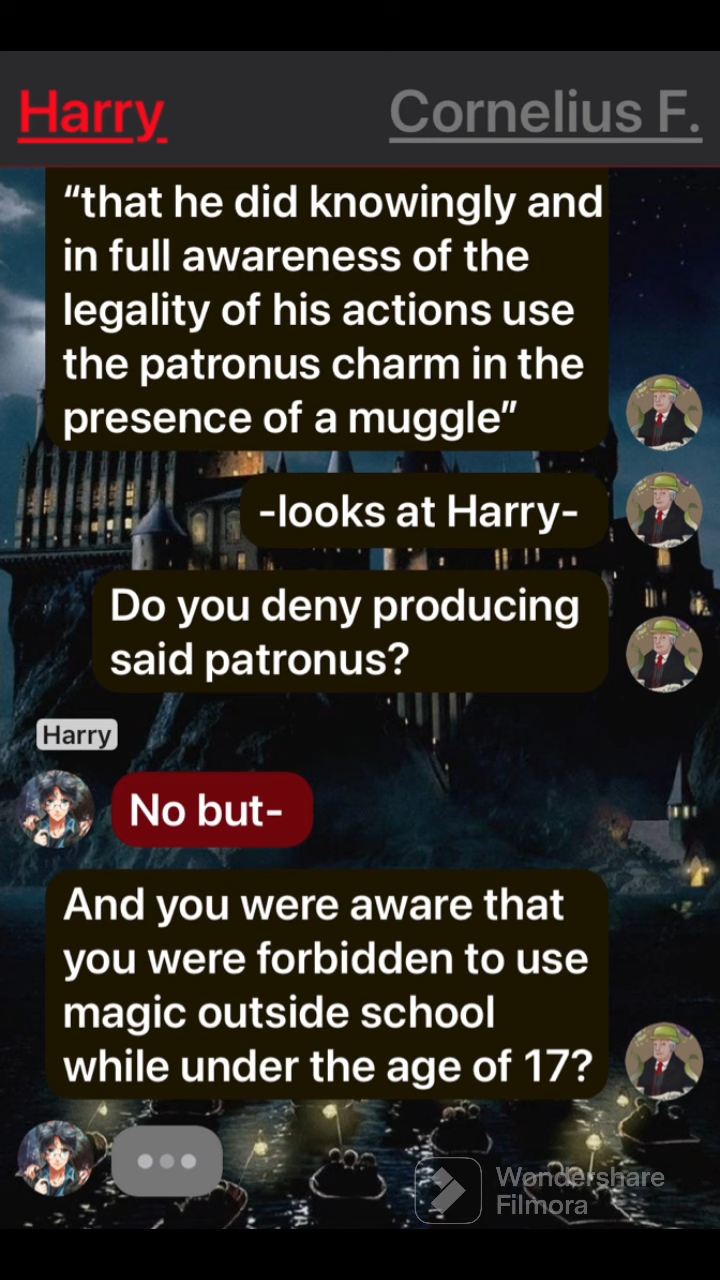 Harry
Cornelius F.
“that he did knowingly and
in full awareness of the
legality of his actions use
the patronus charm in the
presence of a muggle”
-looks at Harry-
Do you deny producing
said patronus?
Harry
No but-
And you were aware that
you were forbidden to use
magic outside school
while under the age of 17?
Wondershare
Filmora